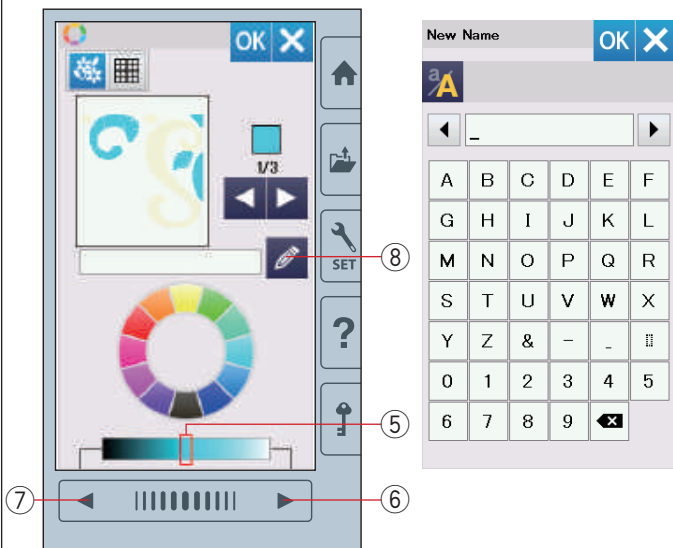 OK
1/3
SET
?
⑤
⑥
⑦
⑧
New Name
OK
a/A
_
A B C D E F
G H I J K L
M N O P Q R
S T U V W X
Y Z & - _
0 1 2 3 4 5
6 7 8 9